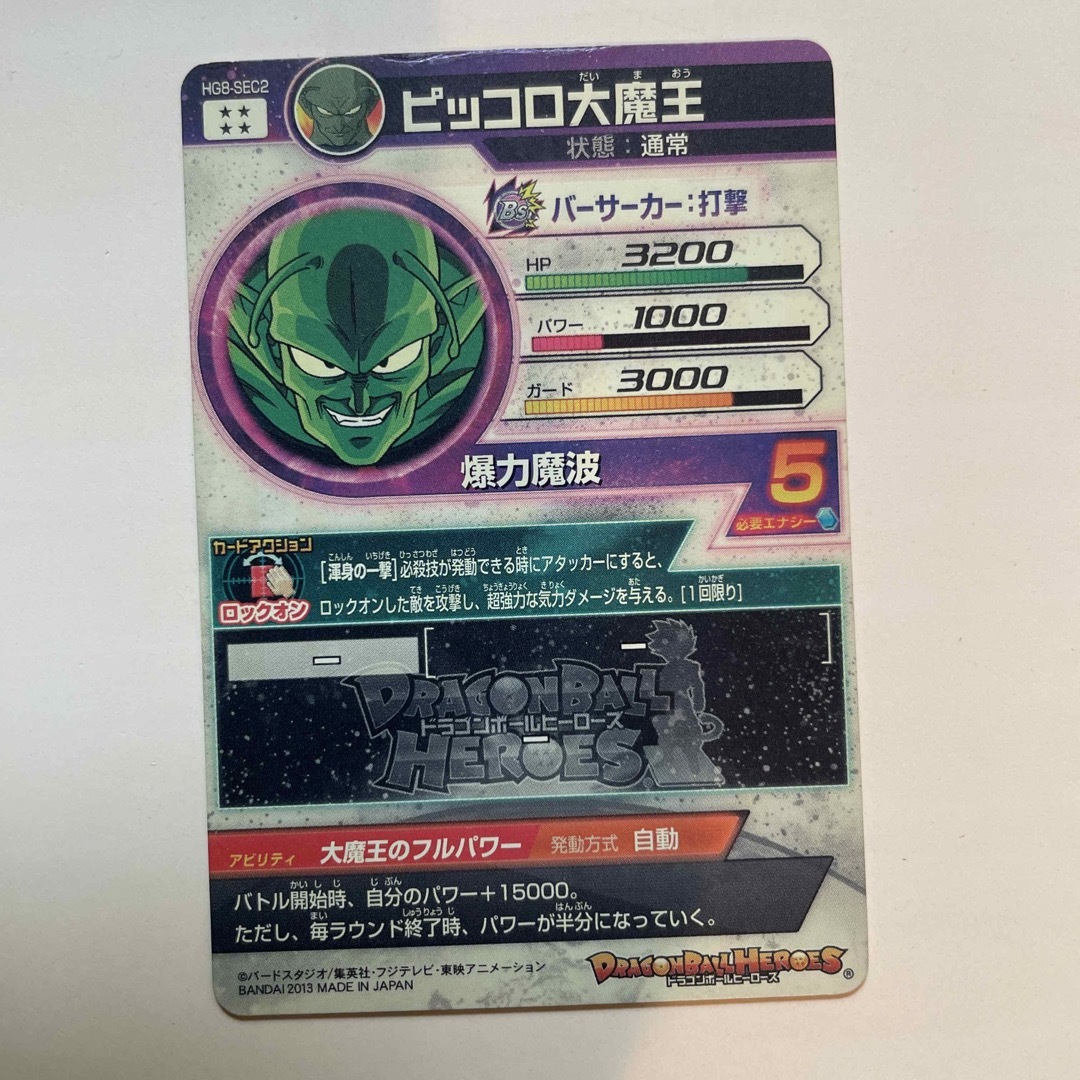 HG8-SEC2
★★
★★
だい ま おう
ピッコロ大魔王
状態：通常
Bs バーサーカー：打撃
HP 3200
パワー 1000
ガード 3000
爆力魔波
5
必要エナジー
カードアクション
ロックオン
こんしん いちげき ひっさつわざ はつどう とき
[渾身の一撃]必殺技が発動できる時にアタッカーにすると、
てき こうげき ちょうきょうりょく きりょく あた かいかぎ
ロックオンした敵を攻撃し、超強力な気力ダメージを与える。[1回限り]
ー
ー
DRAGONBALL
ドラゴンボールヒーローズ
HEROES
ー
アビリティ 大魔王のフルパワー 発動方式 自動
かいしじ じぶん
バトル開始時、自分のパワー＋15000。
まい しゅうりょうじ はんぶん
ただし、毎ラウンド終了時、パワーが半分になっていく。
©バードスタジオ/集英社・フジテレビ・東映アニメーション
BANDAI 2013 MADE IN JAPAN
DRAGONBALL HEROES
ドラゴンボールヒーローズ ®